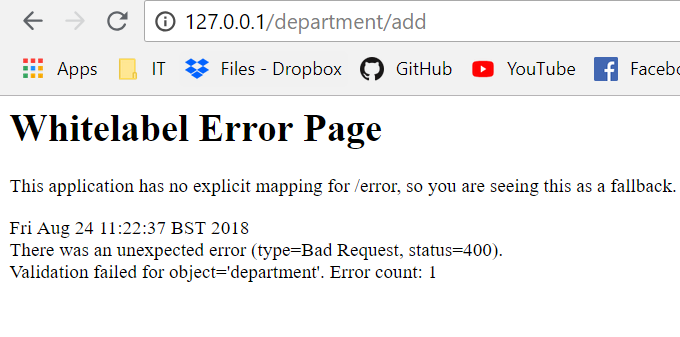 127.0.0.1/department/add
Apps IT Files - Dropbox GitHub YouTube Facebo
Whitelabel Error Page
This application has no explicit mapping for /error, so you are seeing this as a fallback.
Fri Aug 24 11:22:37 BST 2018
There was an unexpected error (type=Bad Request, status=400).
Validation failed for object='department'. Error count: 1